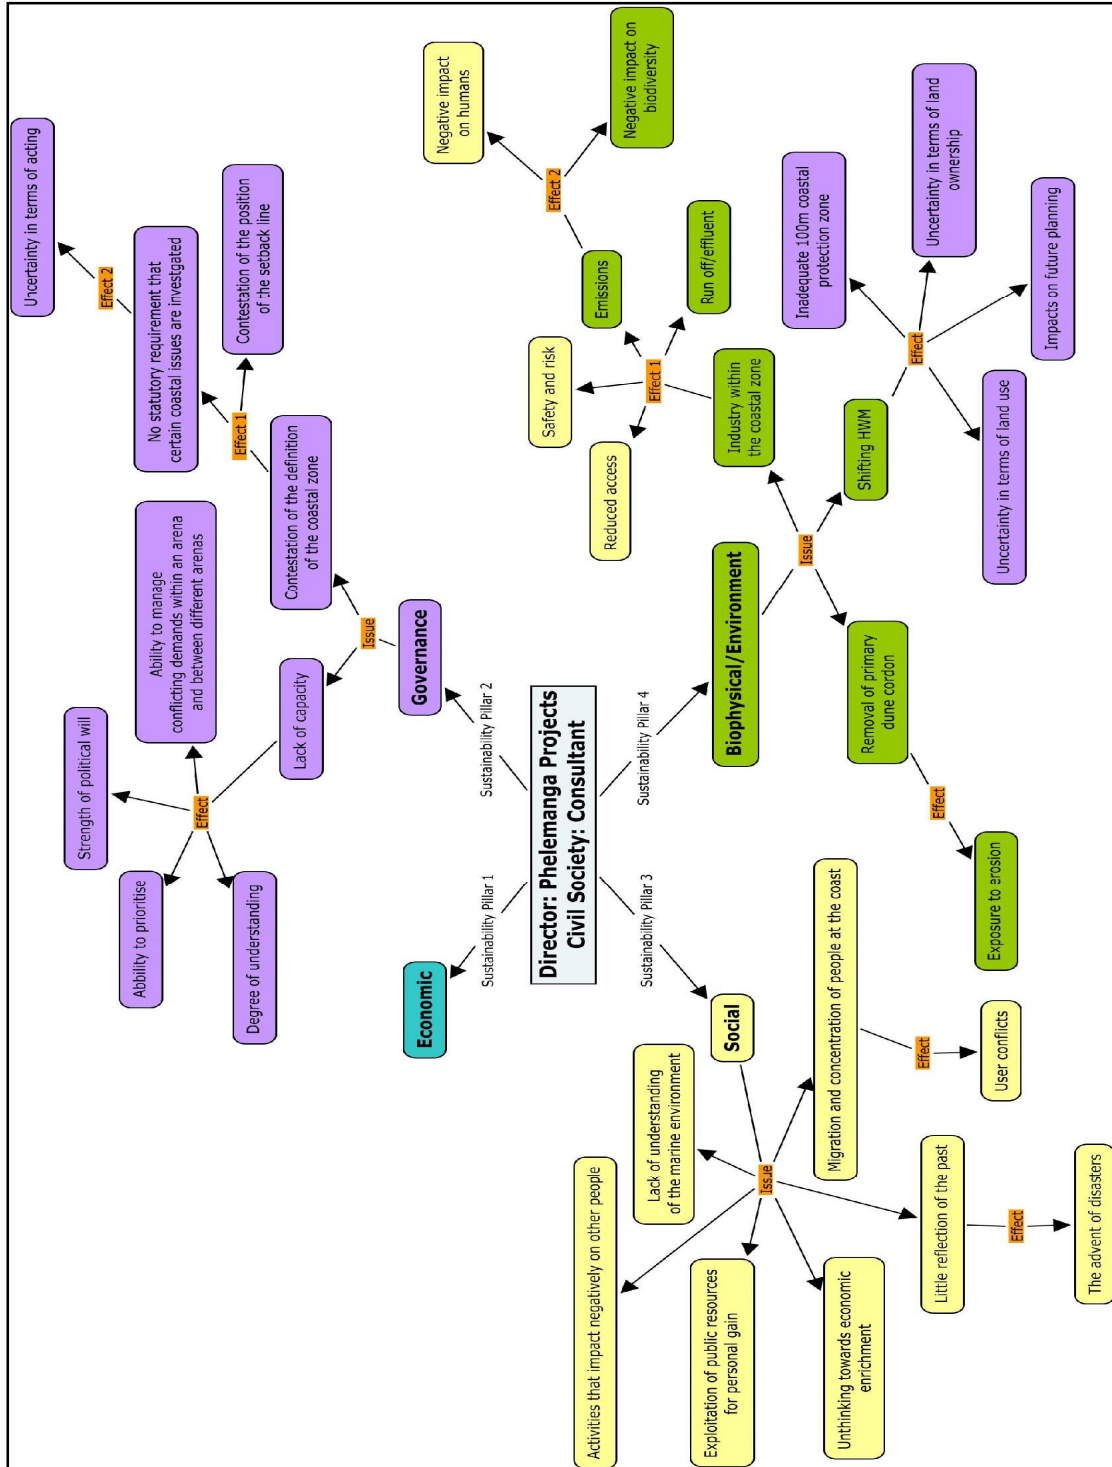 Director: Phelemanga Projects
Civil Society: Consultant
Sustainability Pillar 1
Economic
Sustainability Pillar 2
Governance
Issue
Lack of capacity
Effect
Degree of understanding
Abbility to prioritise
Strength of political will
Ability to manage
conflicting demands within an arena
and between different arenas
Contestation of the definition
of the coastal zone
Effect 1
No statutory requirement that
certain coastal issues are investgated
Contestation of the position
of the setback line
Effect 2
Uncertainty in terms of acting
Sustainability Pillar 3
Social
Issue
Activities that impact negatively on other people
Lack of understanding
of the marine environment
Exploitation of public resources
for personal gain
Unthinking towards economic
enrichment
Little reflection of the past
Effect
The advent of disasters
Migration and concentration of people at the coast
Effect
User conflicts
Sustainability Pillar 4
Biophysical/Environment
Issue
Removal of primary
dune cordon
Effect
Exposure to erosion
Industry within
the coastal zone
Effect 1
Reduced access
Safety and risk
Emissions
Run off/effluent
Effect 2
Negative impact
on humans
Negative impact on
biodiversity
Shifting HWM
Effect
Inadequate 100m coastal
protection zone
Uncertainty in terms of land
ownership
Impacts on future planning
Uncertainty in terms of land use